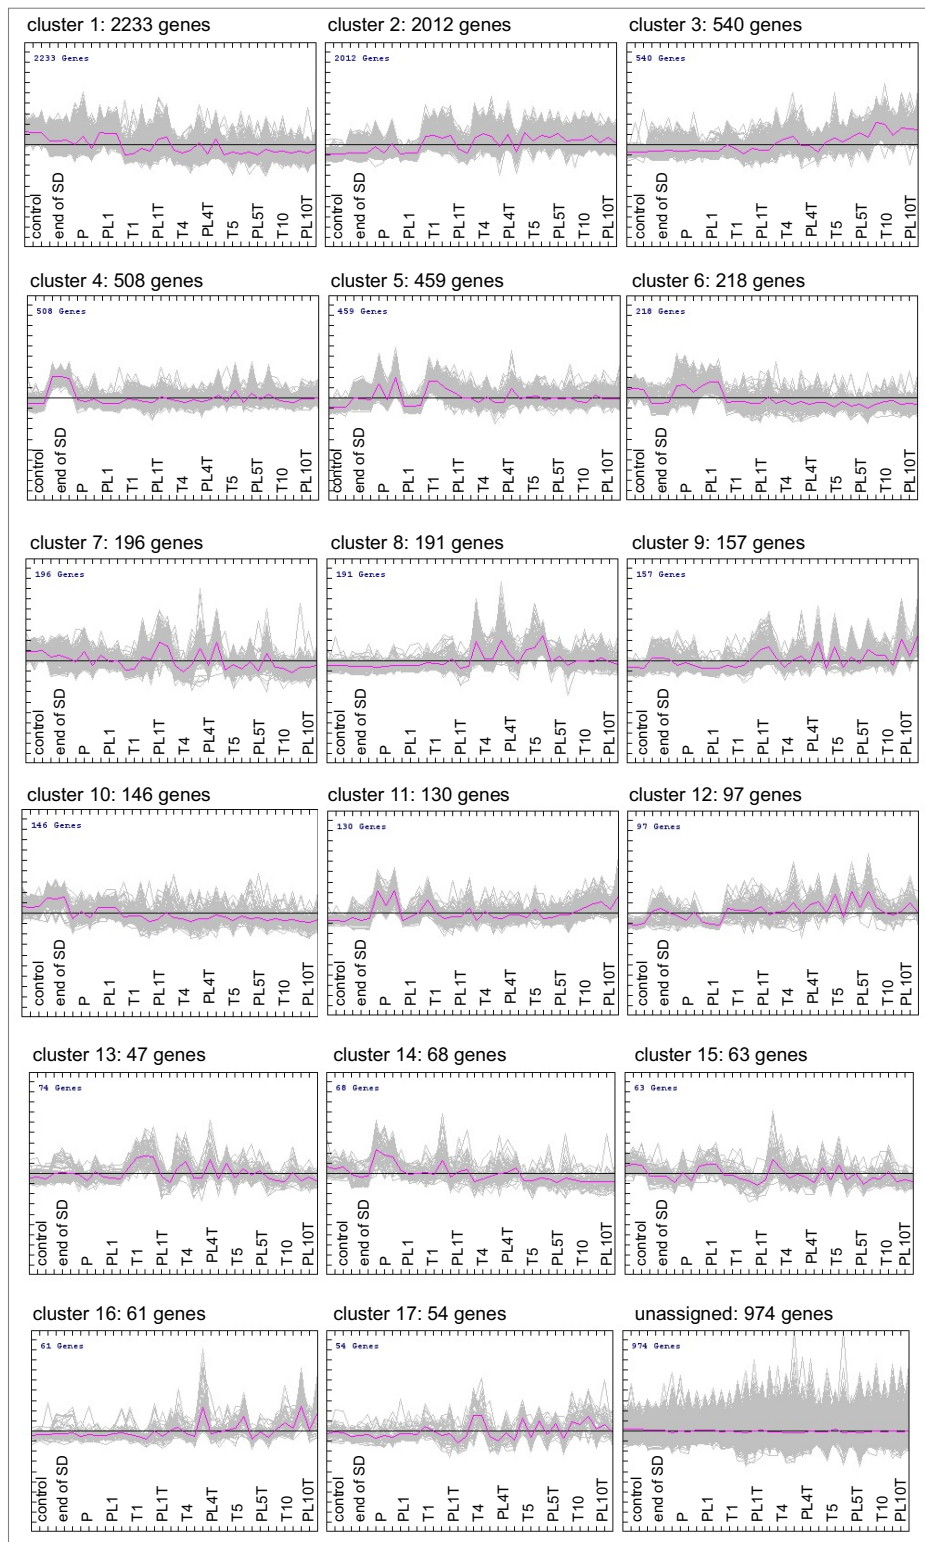 cluster 1: 2233 genes cluster 2: 2012 genes cluster 3: 540 genes
2233 Genes 2012 Genes 540 Genes
control end of SD P PL1 T1 PL1T T4 PL4T T5 PL5T T10 PL10T control end of SD P PL1 T1 PL1T T4 PL4T T5 PL5T T10 PL10T control end of SD P PL1 T1 PL1T T4 PL4T T5 PL5T T10 PL10T
cluster 4: 508 genes cluster 5: 459 genes cluster 6: 218 genes
508 Genes 459 Genes 218 Genes
control end of SD P PL1 T1 PL1T T4 PL4T T5 PL5T T10 PL10T control end of SD P PL1 T1 PL1T T4 PL4T T5 PL5T T10 PL10T control end of SD P PL1 T1 PL1T T4 PL4T T5 PL5T T10 PL10T
cluster 7: 196 genes cluster 8: 191 genes cluster 9: 157 genes
196 Genes 191 Genes 157 Genes
control end of SD P PL1 T1 PL1T T4 PL4T T5 PL5T T10 PL10T control end of SD P PL1 T1 PL1T T4 PL4T T5 PL5T T10 PL10T control end of SD P PL1 T1 PL1T T4 PL4T T5 PL5T T10 PL10T
cluster 10: 146 genes cluster 11: 130 genes cluster 12: 97 genes
146 Genes 130 Genes 97 Genes
control end of SD P PL1 T1 PL1T T4 PL4T T5 PL5T T10 PL10T control end of SD P PL1 T1 PL1T T4 PL4T T5 PL5T T10 PL10T control end of SD P PL1 T1 PL1T T4 PL4T T5 PL5T T10 PL10T
cluster 13: 47 genes cluster 14: 68 genes cluster 15: 63 genes
74 Genes 68 Genes 63 Genes
control end of SD P PL1 T1 PL1T T4 PL4T T5 PL5T T10 PL10T control end of SD P PL1 T1 PL1T T4 PL4T T5 PL5T T10 PL10T control end of SD P PL1 T1 PL1T T4 PL4T T5 PL5T T10 PL10T
cluster 16: 61 genes cluster 17: 54 genes unassigned: 974 genes
61 Genes 54 Genes 974 Genes
control end of SD P PL1 T1 PL1T T4 PL4T T5 PL5T T10 PL10T control end of SD P PL1 T1 PL1T T4 PL4T T5 PL5T T10 PL10T control end of SD P PL1 T1 PL1T T4 PL4T T5 PL5T T10 PL10T